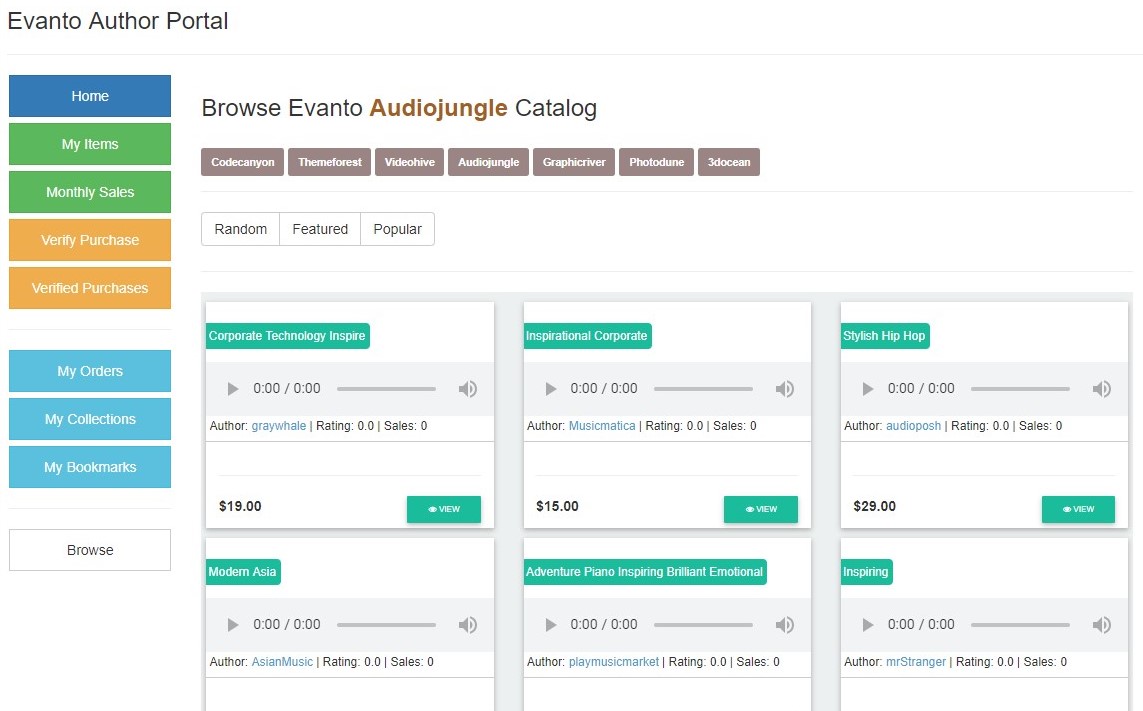 Evanto Author Portal
Home
My Items
Monthly Sales
Verify Purchase
Verified Purchases
My Orders
My Collections
My Bookmarks
Browse
Browse Evanto Audiojungle Catalog
Codecanyon Themeforest Videohive Audiojungle Graphicriver Photodune 3docean
Random Featured Popular
Corporate Technology Inspire
0:00 / 0:00
Author: graywhale | Rating: 0.0 | Sales: 0
$19.00 VIEW
Inspirational Corporate
0:00 / 0:00
Author: Musicmatica | Rating: 0.0 | Sales: 0
$15.00 VIEW
Stylish Hip Hop
0:00 / 0:00
Author: audioposh | Rating: 0.0 | Sales: 0
$29.00 VIEW
Modern Asia
0:00 / 0:00
Author: AsianMusic | Rating: 0.0 | Sales: 0
Adventure Piano Inspiring Brilliant Emotional
0:00 / 0:00
Author: playmusicmarket | Rating: 0.0 | Sales: 0
Inspiring
0:00 / 0:00
Author: mrStranger | Rating: 0.0 | Sales: 0